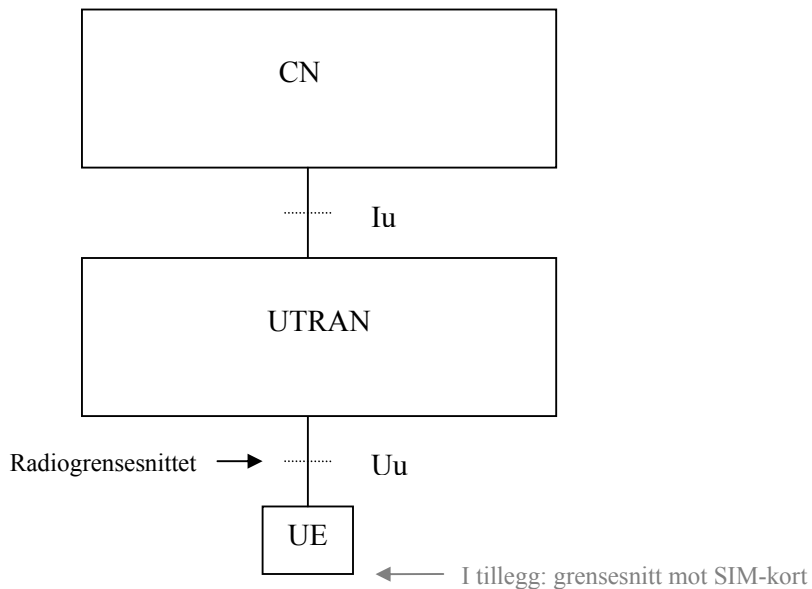 CN
Iu
UTRAN
Radiogrensesnittet
Uu
UE
I tillegg: grensesnitt mot SIM-kort